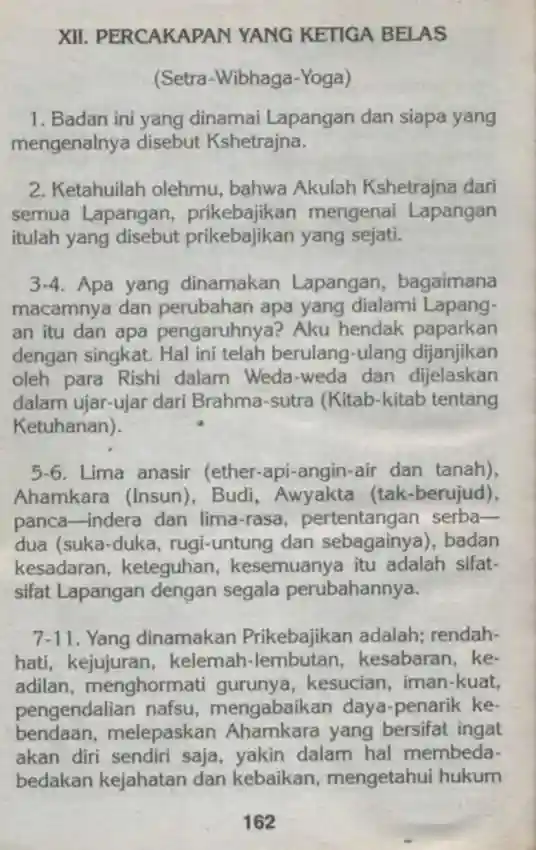 XII. PERCAKAPAN YANG KETIGA BELAS
(Setra-Wibhaga-Yoga)
1. Badan ini yang dinamai Lapangan dan siapa yang
mengenalnya disebut Kshetrajna.
2. Ketahuilah olehmu, bahwa Akulah Kshetrajna dari
semua Lapangan, prikebajikan mengenai Lapangan
itulah yang disebut prikebajikan yang sejati.
3-4. Apa yang dinamakan Lapangan, bagaimana
macamnya dan perubahan apa yang dialami Lapang-
an itu dan apa pengaruhnya? Aku hendak paparkan
dengan singkat. Hal ini telah berulang-ulang dijanjikan
oleh para Rishi dalam Weda-weda dan dijelaskan
dalam ujar-ujar dari Brahma-sutra (Kitab-kitab tentang
Ketuhanan).
5-6. Lima anasir (ether-api-angin-air dan tanah),
Ahamkara (Insun), Budi, Awyakta (tak-berujud),
panca—indera dan lima-rasa, pertentangan serba—
dua (suka-duka, rugi-untung dan sebagainya), badan
kesadaran, keteguhan, kesemuanya itu adalah sifat-
sifat Lapangan dengan segala perubahannya.
7-11. Yang dinamakan Prikebajikan adalah; rendah-
hati, kejujuran, kelemah-lembutan, kesabaran, ke-
adilan, menghormati gurunya, kesucian, iman-kuat,
pengendalian nafsu, mengabaikan daya-penarik ke-
bendaan, melepaskan Ahamkara yang bersifat ingat
akan diri sendiri saja, yakin dalam hal membeda-
bedakan kejahatan dan kebaikan, mengetahui hukum
162